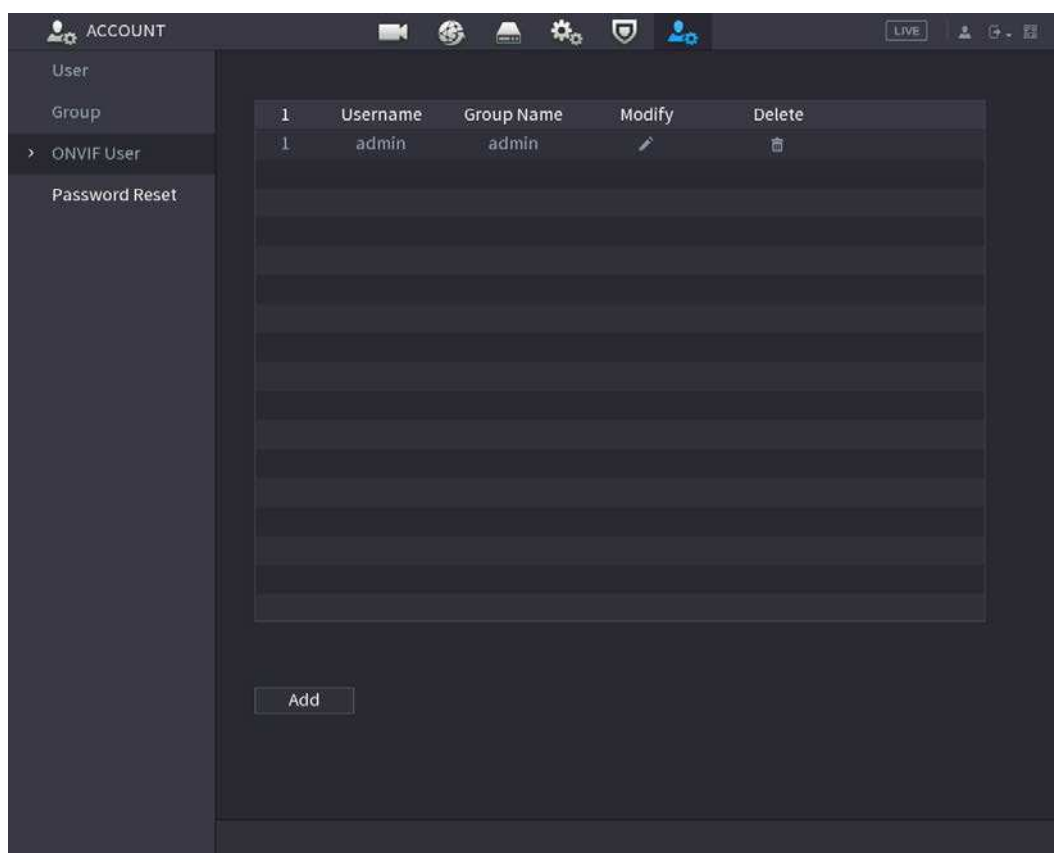 ACCOUNT LIVE
User
Group
ONVIF User
Password Reset
1 Username Group Name Modify Delete
1 admin admin
Add